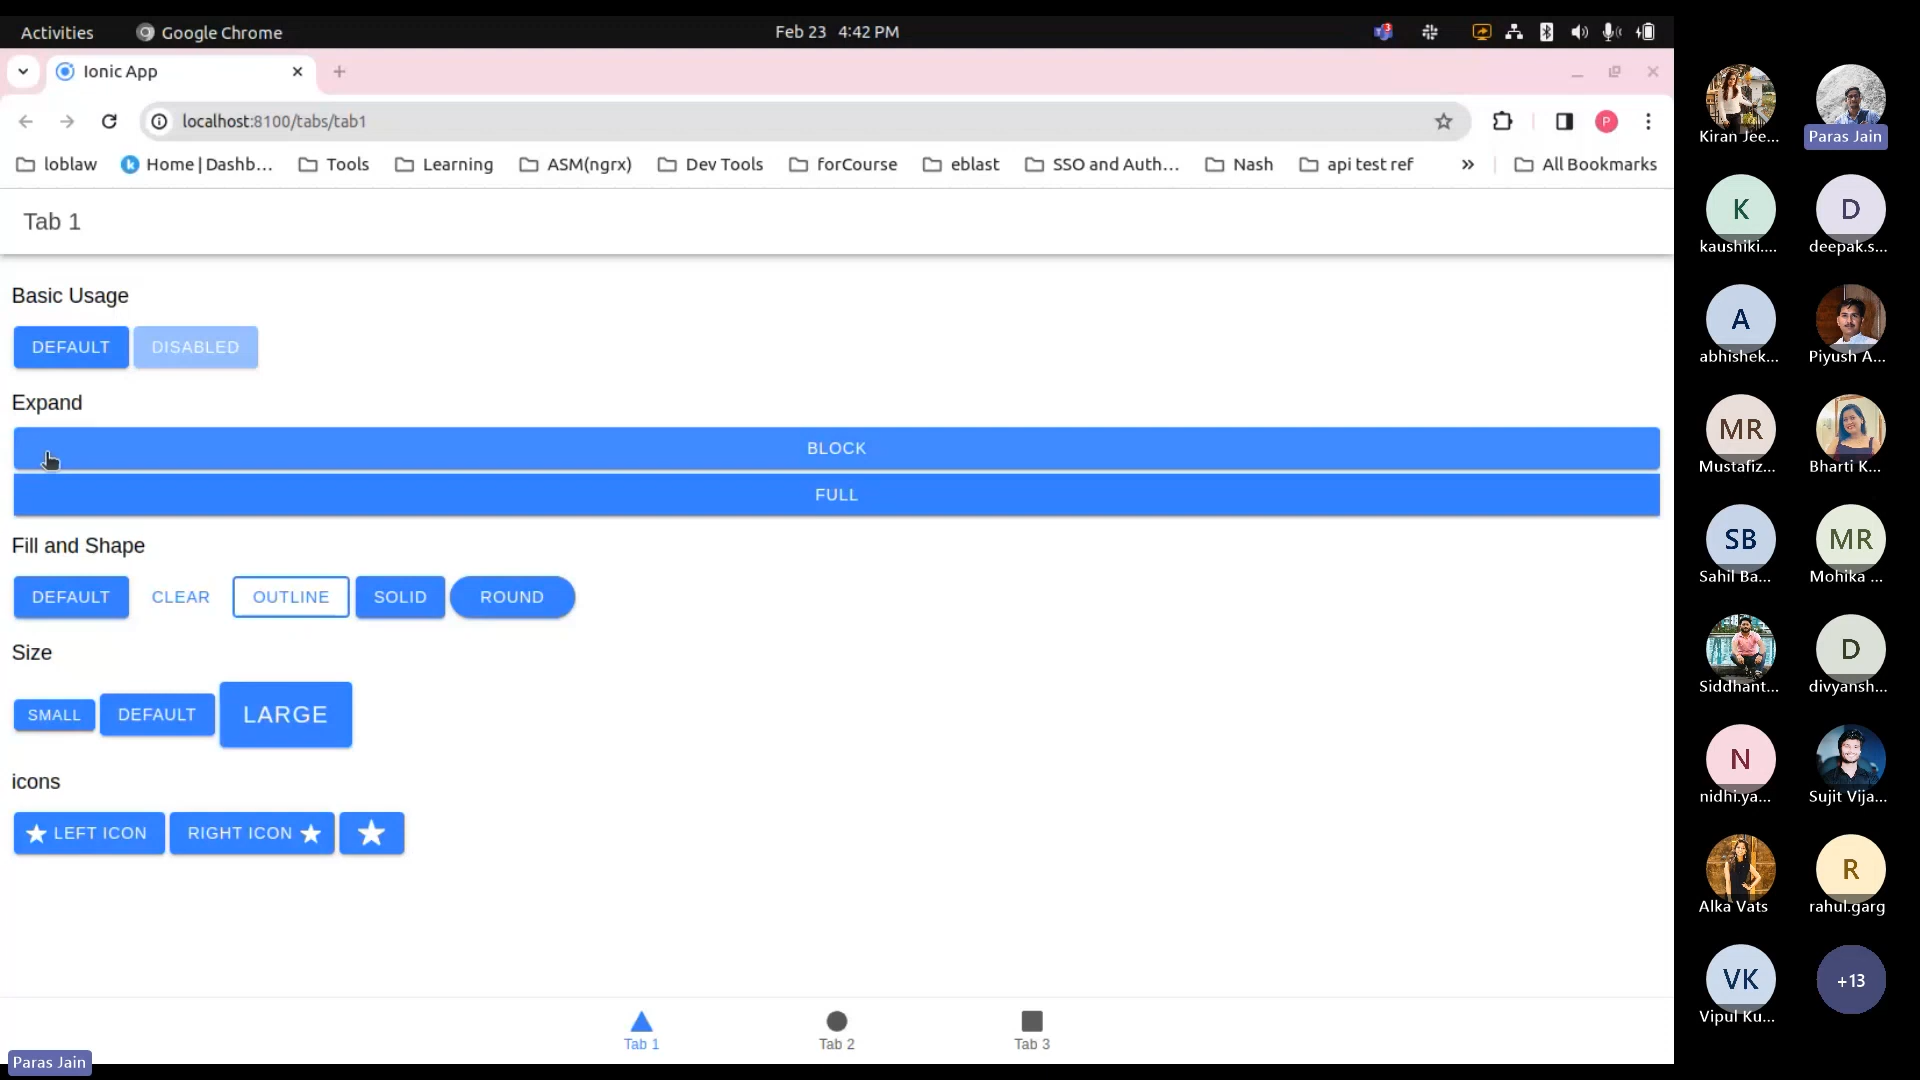 Activities Google Chrome Feb 23 4:42 PM 3
Ionic App
localhost:8100/tabs/tab1 P
loblaw Home | Dashb... Tools Learning ASM(ngrx) Dev Tools forCourse eblast SSO and Auth... Nash api test ref » All Bookmarks
Tab 1
Basic Usage
DEFAULT DISABLED
Expand
BLOCK
FULL
Fill and Shape
DEFAULT CLEAR OUTLINE SOLID ROUND
Size
SMALL DEFAULT LARGE
icons
LEFT ICON RIGHT ICON
Tab 1 Tab 2 Tab 3
Paras Jain
Kiran Jee... Paras Jain
K D
kaushiki.... deepak.s...
A
abhishek... Piyush A...
MR
Mustafiz... Bharti K...
SB MR
Sahil Ba... Mohika ...
D
Siddhant... divyansh...
N
nidhi.ya... Sujit Vija...
R
Alka Vats rahul.garg
VK +13
Vipul Ku...